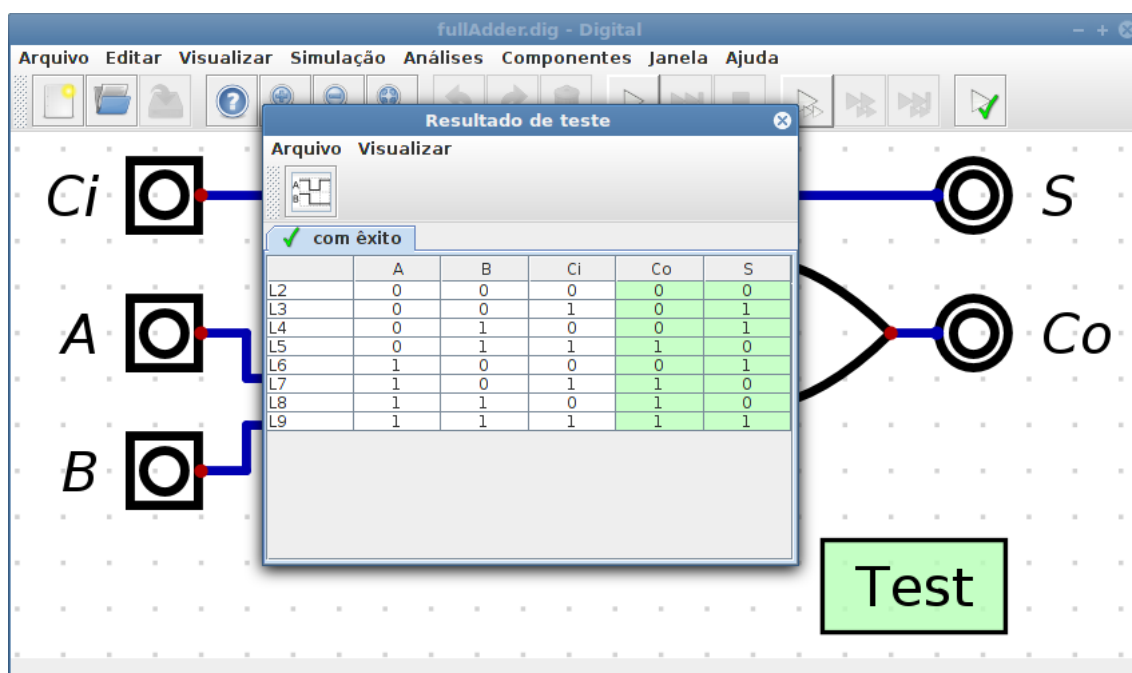 fullAdder.dig - Digital
Arquivo Editar Visualizar Simulação Análises Componentes Janela Ajuda
Resultado de teste
Arquivo Visualizar
A
B
com êxito
A B Ci Co S
L2 0 0 0 0 0
L3 0 0 1 0 1
L4 0 1 0 0 1
L5 0 1 1 1 0
L6 1 0 0 0 1
L7 1 0 1 1 0
L8 1 1 0 1 0
L9 1 1 1 1 1
Ci
A
B
S
Co
Test